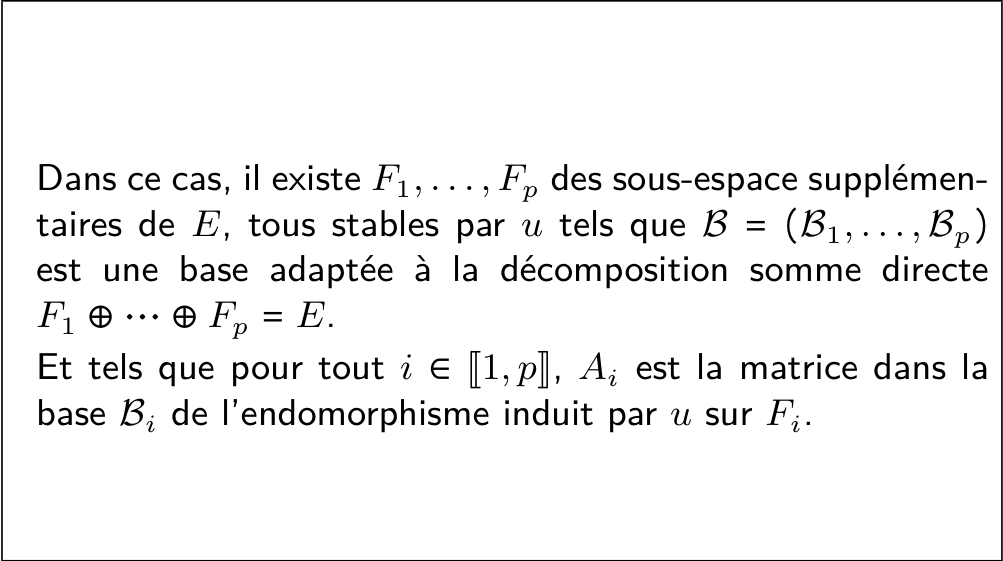 Dans ce cas, il existe $F_1, \ldots, F_p$ des sous-espace supplémen-
taires de $E$, tous stables par $u$ tels que $\mathcal{B} = (\mathcal{B}_1, \ldots, \mathcal{B}_p)$
est une base adaptée à la décomposition somme directe
$F_1 \oplus \cdots \oplus F_p = E$.
Et tels que pour tout $i \in [\![1, p]\!]$, $A_i$ est la matrice dans la
base $\mathcal{B}_i$ de l'endomorphisme induit par $u$ sur $F_i$.